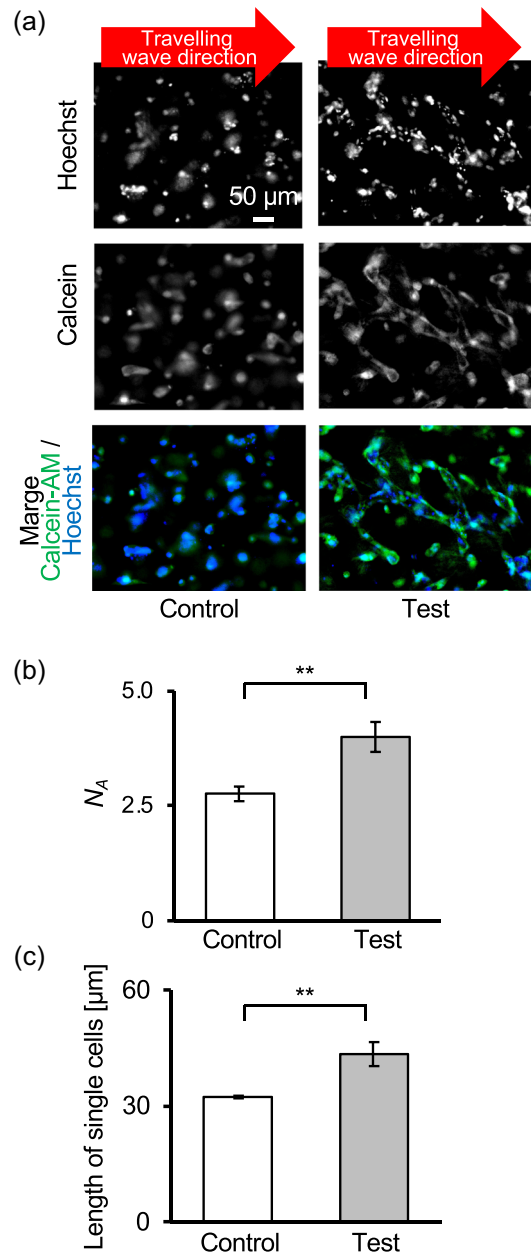 (a)
Travelling
wave direction
Travelling
wave direction
Hoechst
50 µm
Calcein
Marge
Calcein-AM /
Hoechst
Control
Test
(b)
**
5.0
2.5
0
N_A
Control
Test
(c)
**
60
30
0
Length of single cells [µm]
Control
Test